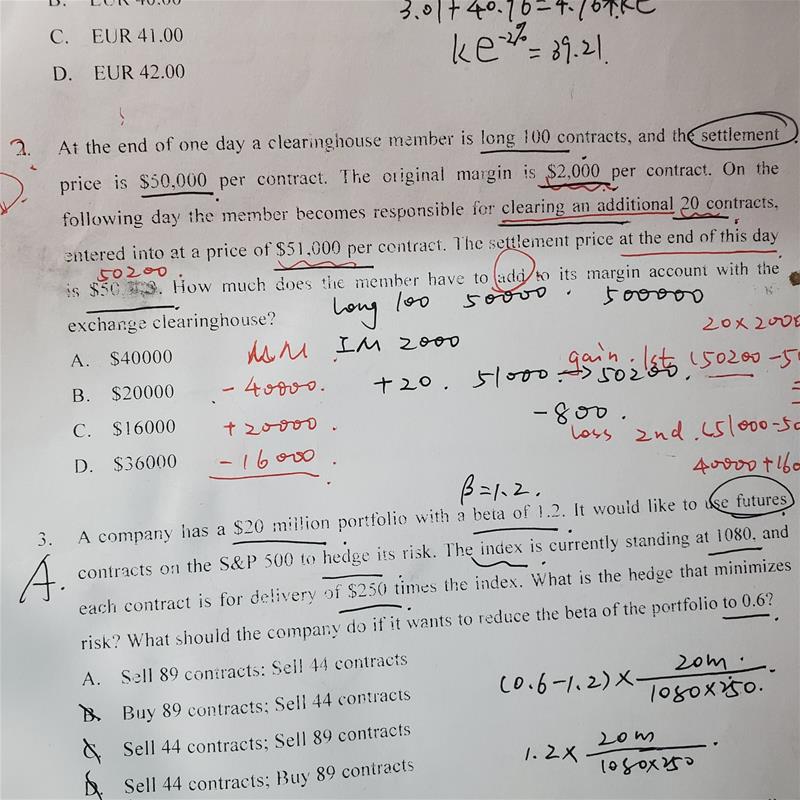 3.01+40.96=4.76+ke
C. EUR 41.00
ke^-2%=39.21.
D. EUR 42.00
2. At the end of one day a clearinghouse member is long 100 contracts, and the settlement
price is $50,000 per contract. The original margin is $2,000 per contract. On the
following day the member becomes responsible for clearing an additional 20 contracts,
entered into at a price of $51,000 per contract. The settlement price at the end of this day
50200.
is $50 How much does the member have to add to its margin account with the
exchange clearinghouse?
Long 100 50000. 500000
20×2000
A. $40000
IM 2000
gain. 1st (50200-50
B. $20000
-40000.
+20. 51000.→50200.
C. $16000
+20000.
-800.
loss 2nd. (51000-50
D. $36000
-16000.
40000+160
β=1.2.
3. A company has a $20 million portfolio with a beta of 1.2. It would like to use futures
A.
contracts on the S&P 500 to hedge its risk. The index is currently standing at 1080, and
each contract is for delivery of $250 times the index. What is the hedge that minimizes
risk? What should the company do if it wants to reduce the beta of the portfolio to 0.6?
A. Sell 89 contracts: Sell 44 contracts
(0.6-1.2)× 20m. / 1080×250.
B. Buy 89 contracts; Sell 44 contracts
C. Sell 44 contracts; Sell 89 contracts
1.2× 20m / 1080×250.
D. Sell 44 contracts; Buy 89 contracts